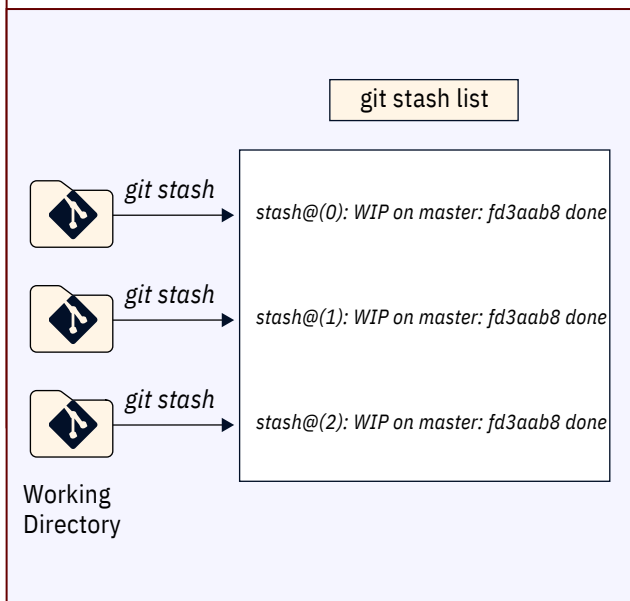 git stash list
git stash
stash@(0): WIP on master: fd3aab8 done
git stash
stash@(1): WIP on master: fd3aab8 done
git stash
stash@(2): WIP on master: fd3aab8 done
Working
Directory